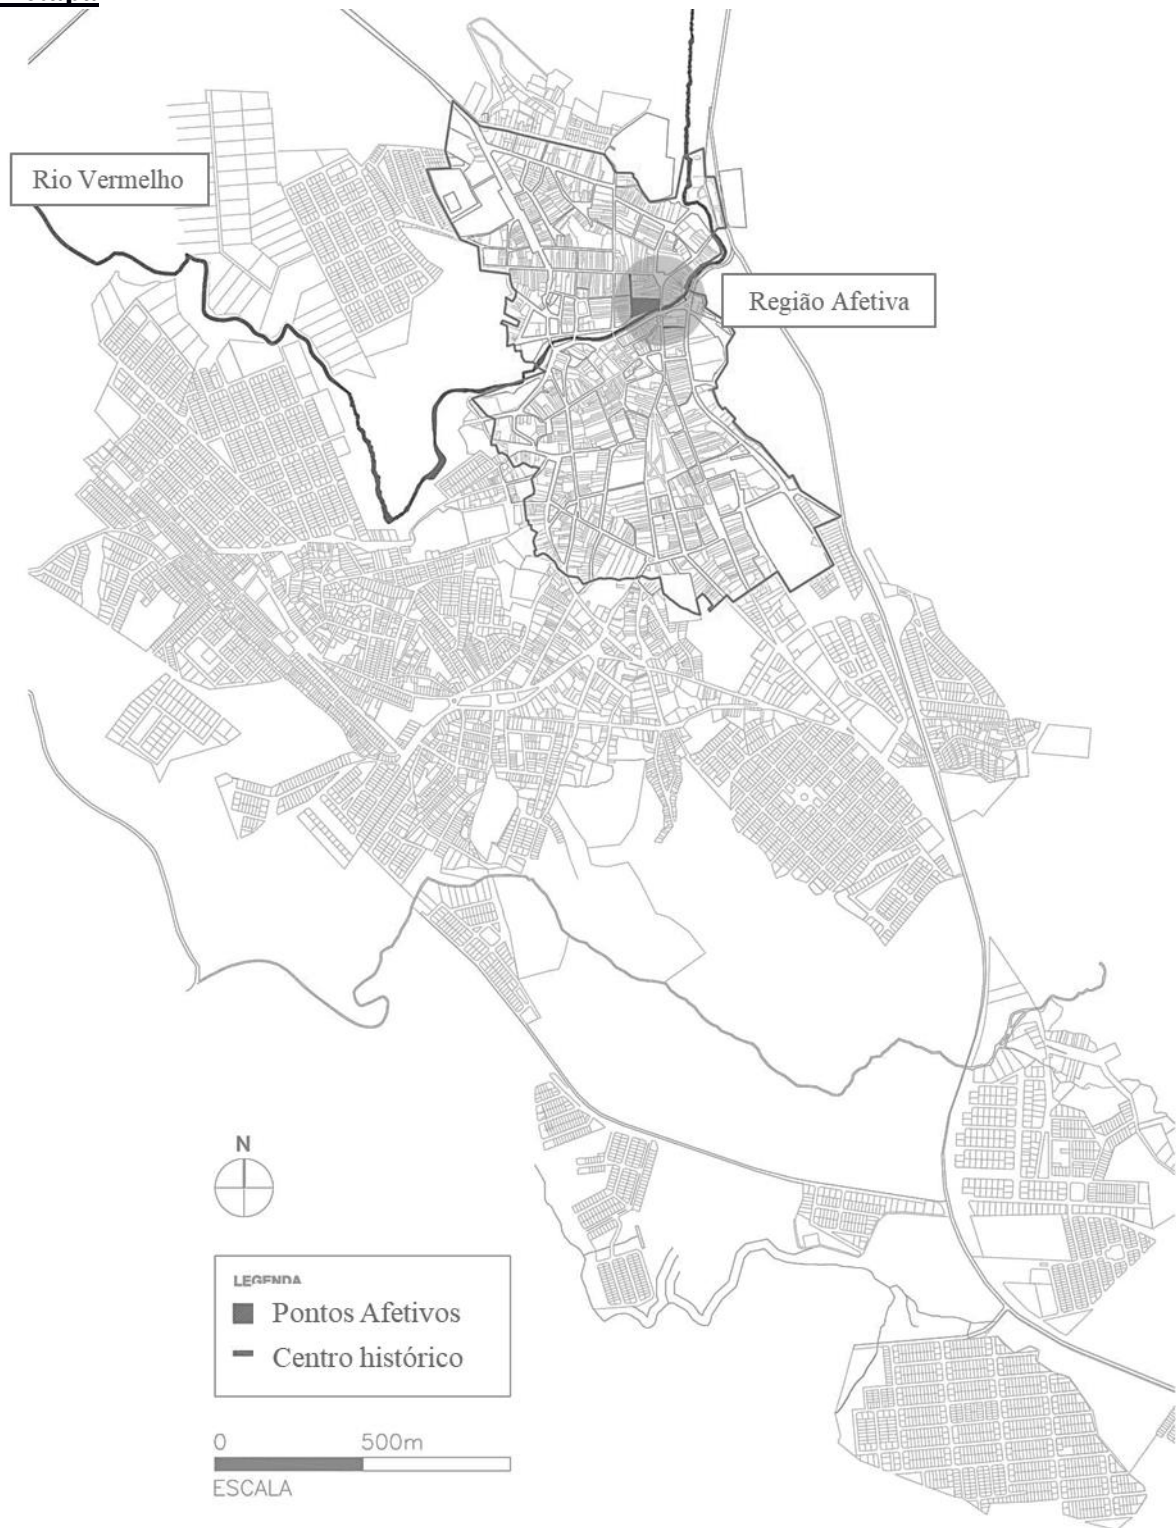 Rio Vermelho
Região Afetiva
N
LEGENDA
Pontos Afetivos
Centro histórico
0 500m
ESCALA